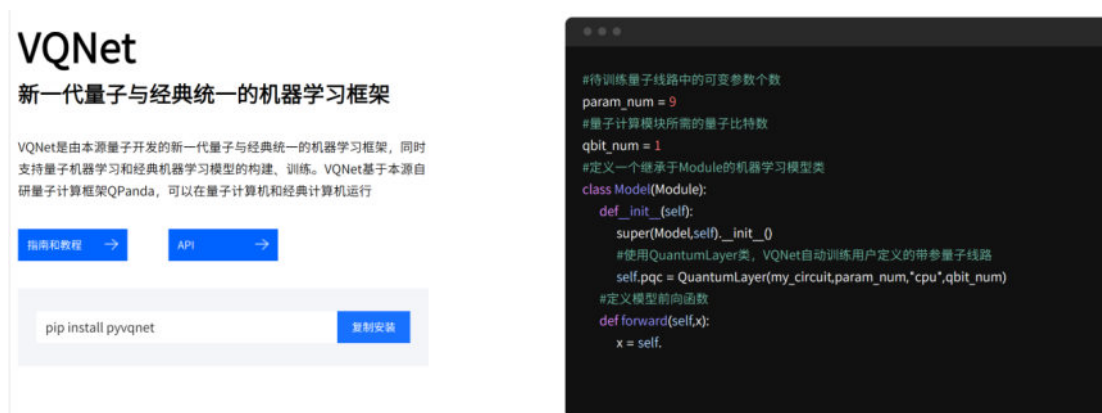 VQNet
新一代量子与经典统一的机器学习框架
VQNet是由本源量子开发的新一代量子与经典统一的机器学习框架，同时
支持量子机器学习和经典机器学习模型的构建、训练。VQNet基于本源自
研量子计算框架QPanda，可以在量子计算机和经典计算机运行
指南和教程
API
pip install pyvqnet
复制安装
#待训练量子线路中的可变参数个数
param_num = 9
#量子计算模块所需的量子比特数
qbit_num = 1
#定义一个继承于Module的机器学习模型类
class Model(Module):
def__init__(self):
super(Model,self).__init__()
#使用QuantumLayer类，VQNet自动训练用户定义的带参量子线路
self.pqc = QuantumLayer(my_circuit,param_num,"cpu",qbit_num)
#定义模型前向函数
def forward(self,x):
x = self.